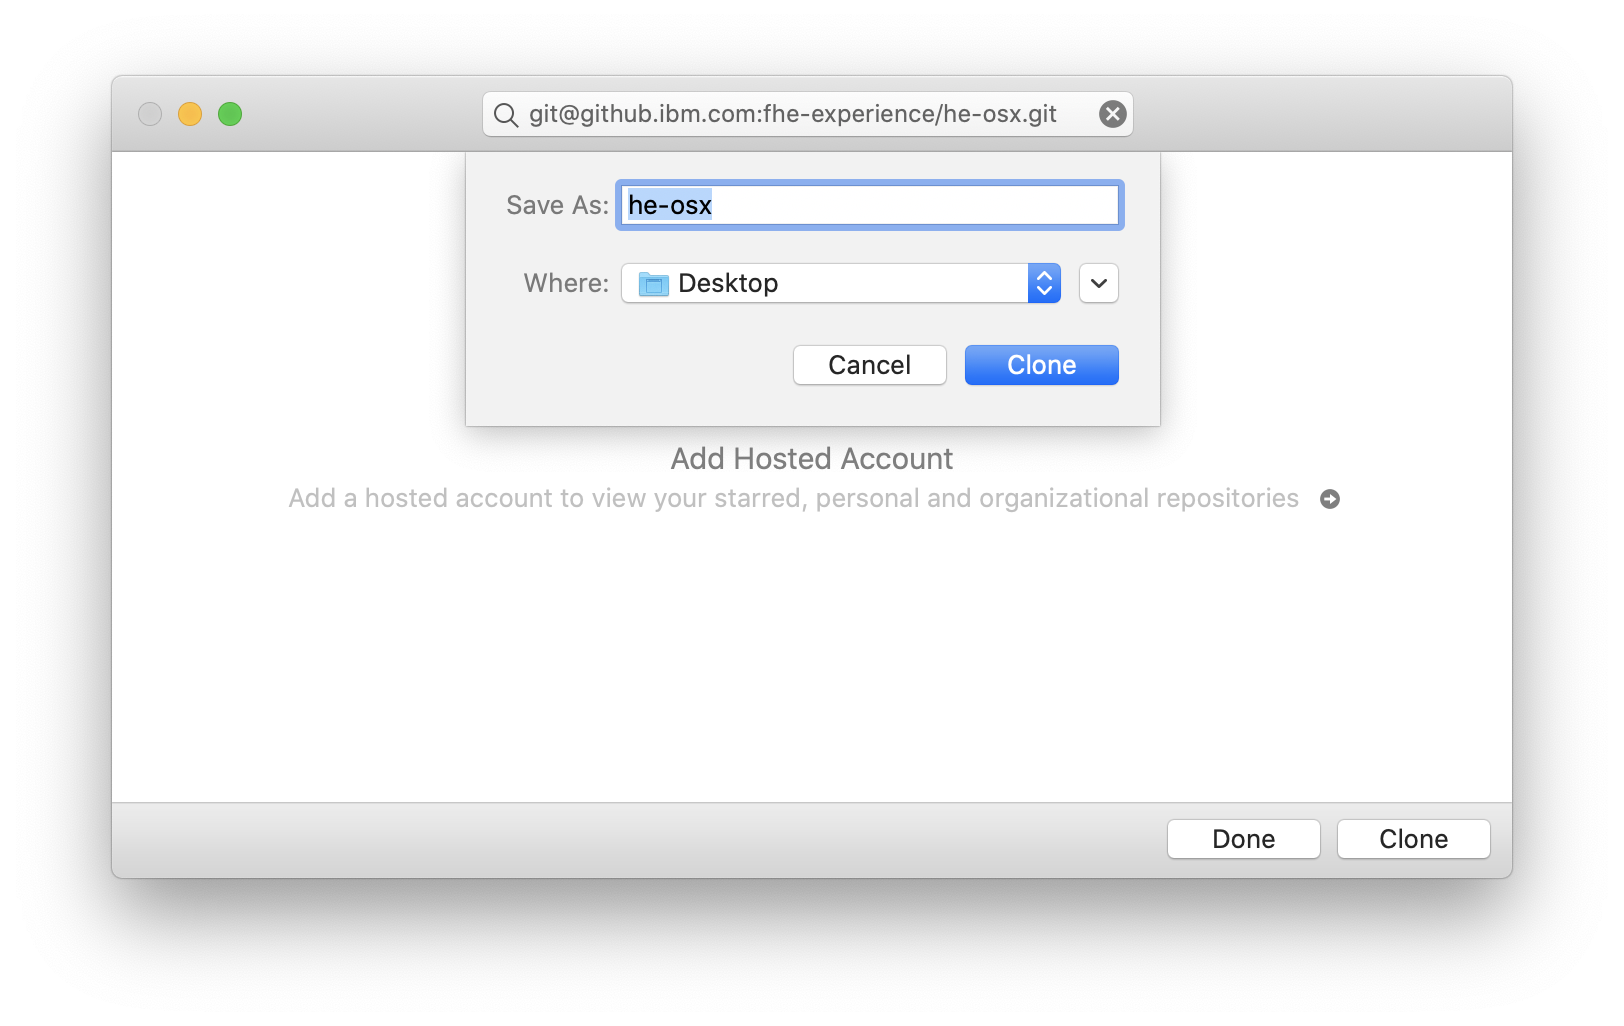 git@github.ibm.com:fhe-experience/he-osx.git
Save As: he-osx
Where: Desktop
Cancel Clone
Add Hosted Account
Add a hosted account to view your starred, personal and organizational repositories
Done Clone